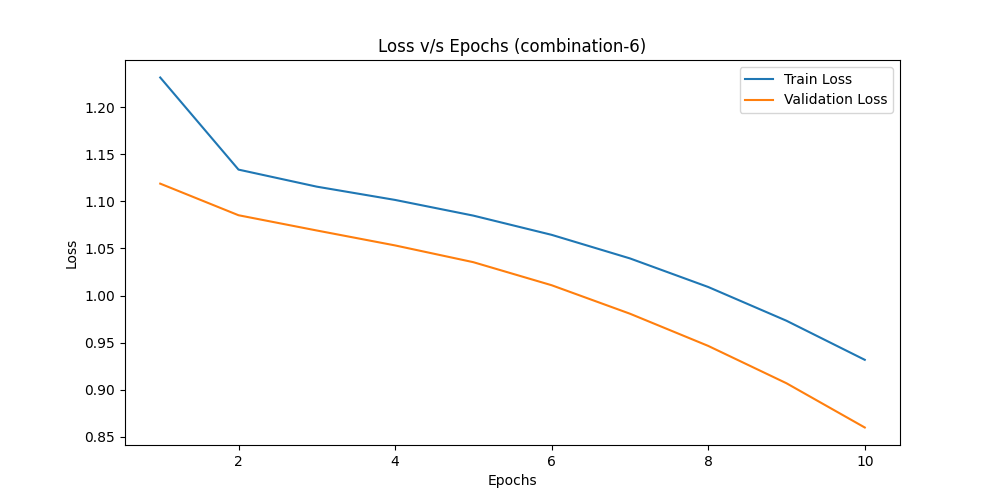 Loss v/s Epochs (combination-6)
Train Loss
Validation Loss
1.20
1.15
1.10
1.05
1.00
0.95
0.90
0.85
Loss
2 4 6 8 10
Epochs